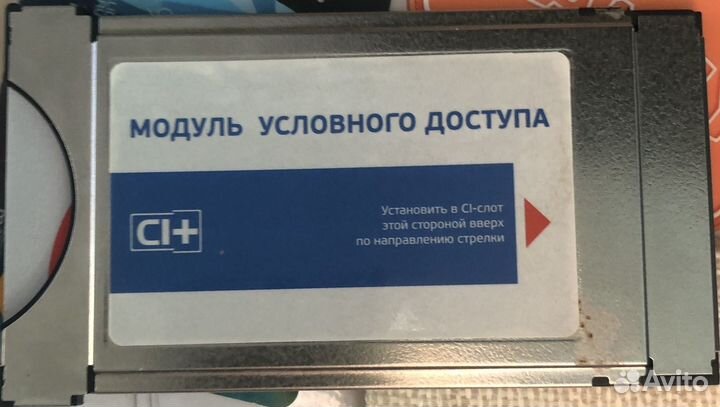 МОДУЛЬ УСЛОВНОГО ДОСТУПА
CI+
Установить в CI-слот
этой стороной вверх
по направлению стрелки
Avito